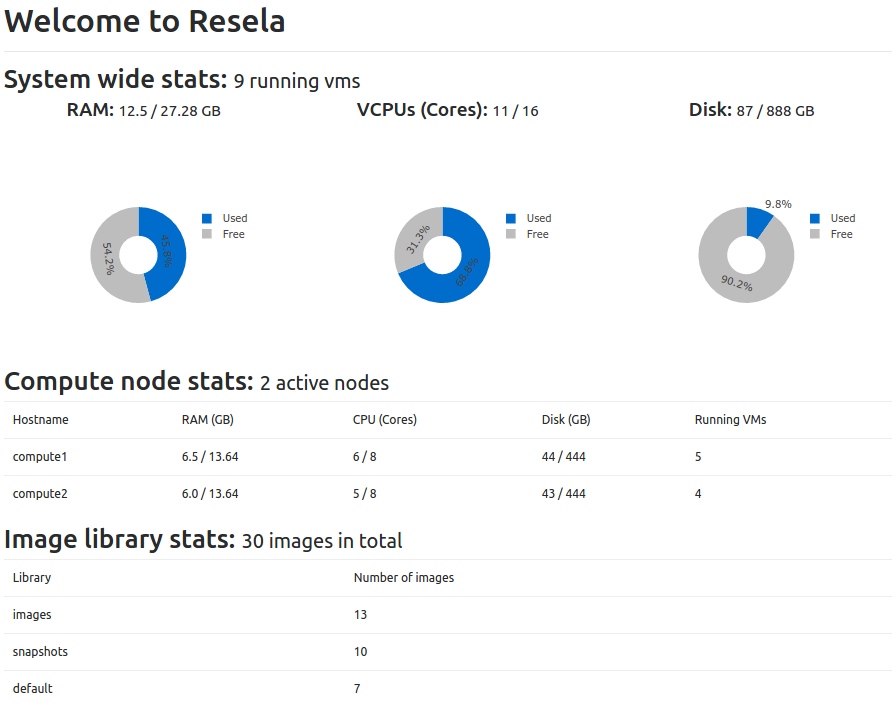 Welcome to Resela
System wide stats: 9 running vms
RAM: 12.5 / 27.28 GB VCPUs (Cores): 11 / 16 Disk: 87 / 888 GB
45.8%
54.2%
Used
Free
68.8%
31.3%
Used
Free
9.8%
90.2%
Used
Free
Compute node stats: 2 active nodes
Hostname RAM (GB) CPU (Cores) Disk (GB) Running VMs
compute1 6.5 / 13.64 6 / 8 44 / 444 5
compute2 6.0 / 13.64 5 / 8 43 / 444 4
Image library stats: 30 images in total
Library Number of images
images 13
snapshots 10
default 7